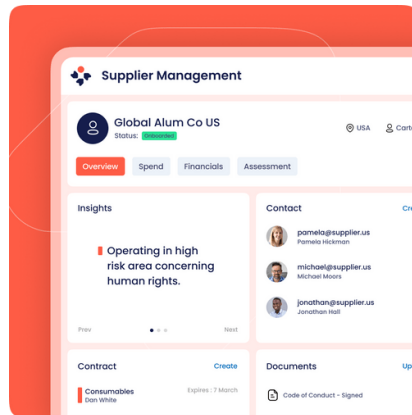 Supplier Management
Global Alum Co US
Status: Onboarded
USA
Overview
Spend
Financials
Assessment
Insights
Operating in high
risk area concerning
human rights.
Prev
Next
Contact
pamela@supplier.us
Pamela Hickman
michael@supplier.us
Michael Moors
jonathan@supplier.us
Jonathan Hall
Contract
Create
Consumables
Dan White
Expires : 7 March
Documents
Code of Conduct - Signed